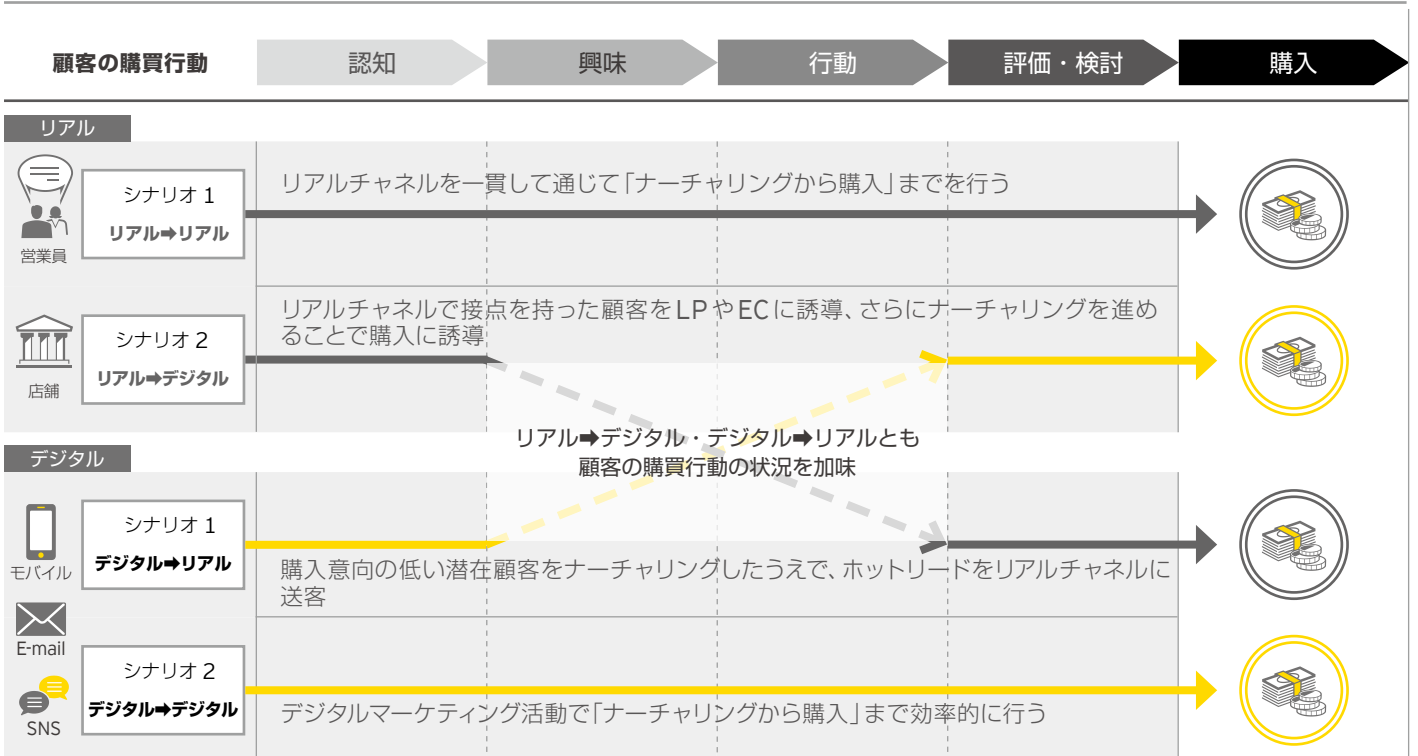 顧客の購買行動
認知
興味
行動
評価・検討
購入
リアル
営業員
シナリオ 1
リアル➡リアル
リアルチャネルを一貫して通じて「ナーチャリングから購入」までを行う
店舗
シナリオ 2
リアル➡デジタル
リアルチャネルで接点を持った顧客をLPやECに誘導、さらにナーチャリングを進め
ることで購入に誘導
リアル➡デジタル・デジタル➡リアルとも
顧客の購買行動の状況を加味
デジタル
モバイル
シナリオ 1
デジタル➡リアル
購入意向の低い潜在顧客をナーチャリングしたうえで、ホットリードをリアルチャネルに
送客
E-mail
SNS
シナリオ 2
デジタル➡デジタル
デジタルマーケティング活動で「ナーチャリングから購入」まで効率的に行う